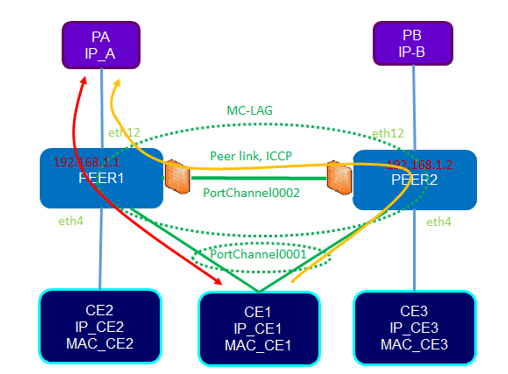 PA
IP_A
PB
IP-B
MC-LAG
eth12
eth12
192.168.1.1
PEER1
Peer link, ICCP
192.168.1.2
PEER2
PortChannel0002
eth4
eth4
PortChannel0001
CE2
IP_CE2
MAC_CE2
CE1
IP_CE1
MAC_CE1
CE3
IP_CE3
MAC_CE3